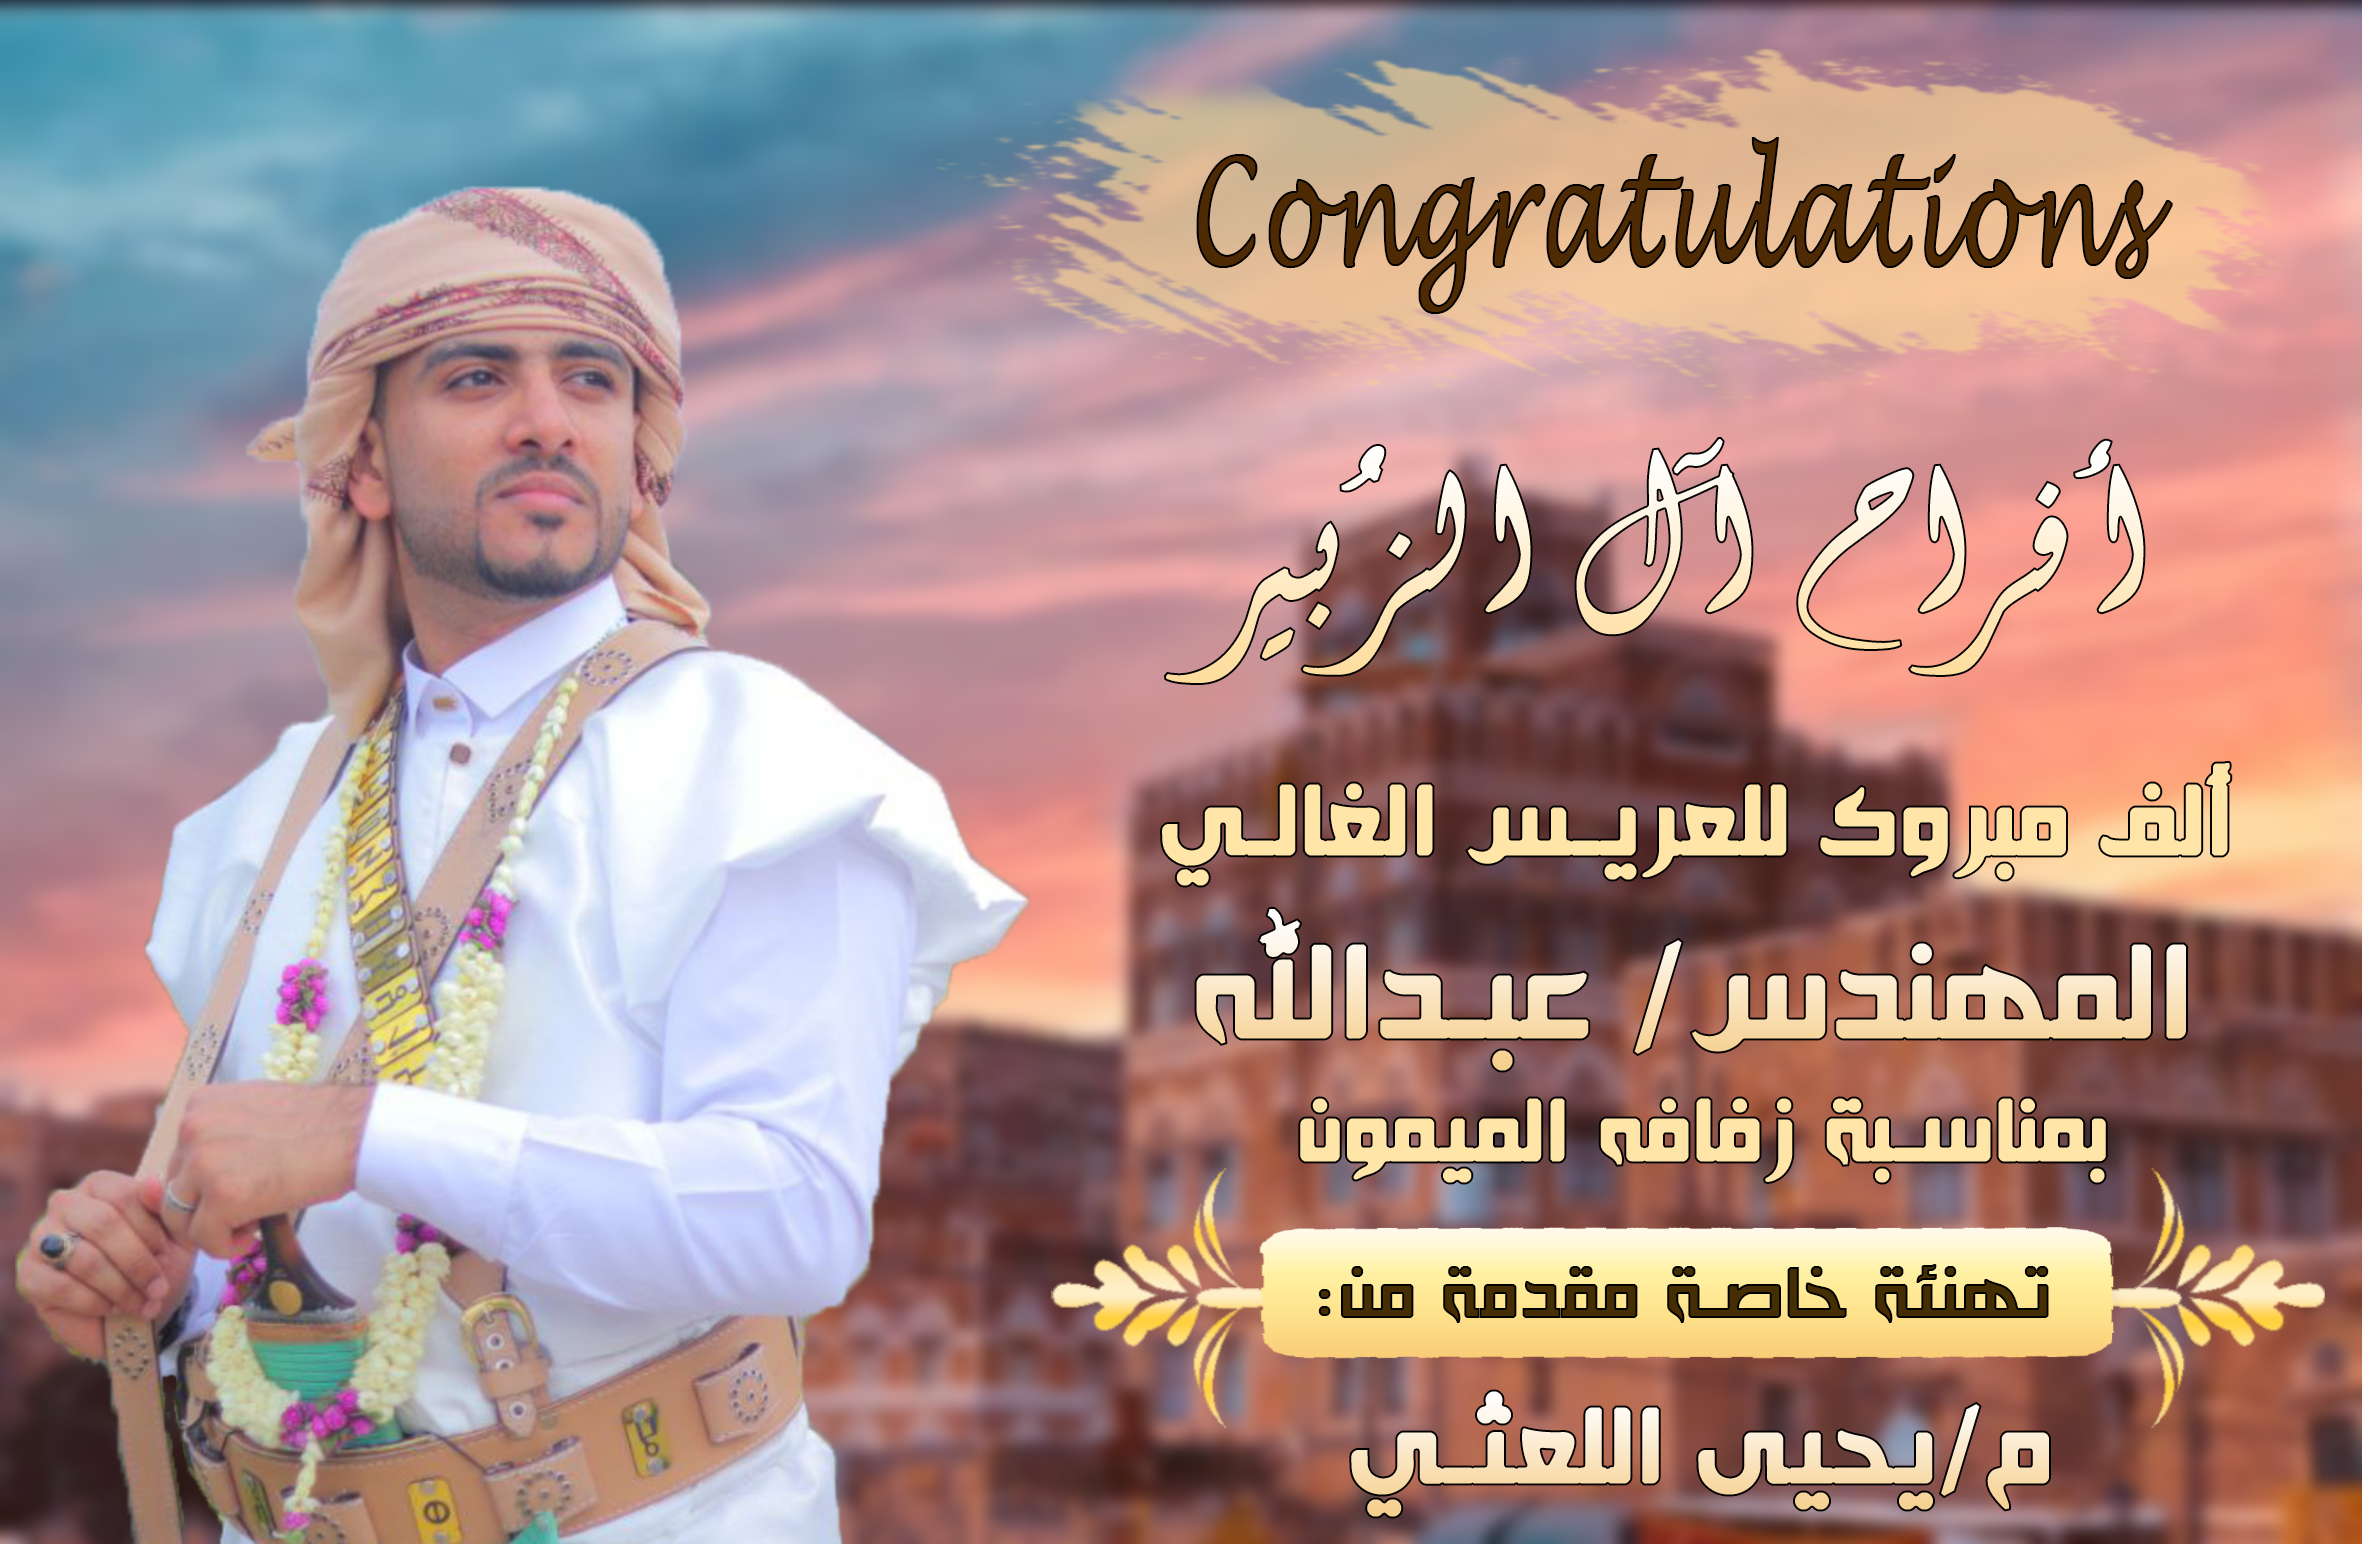 Congratulations
أفراح آل الزُبير
ألف مبروك للعريس الغالي
المهندس/ عبدالله
بمناسبة زفافه الميمون
تهنئة خاصة مقدمة من:
م/يحيى اللعثي